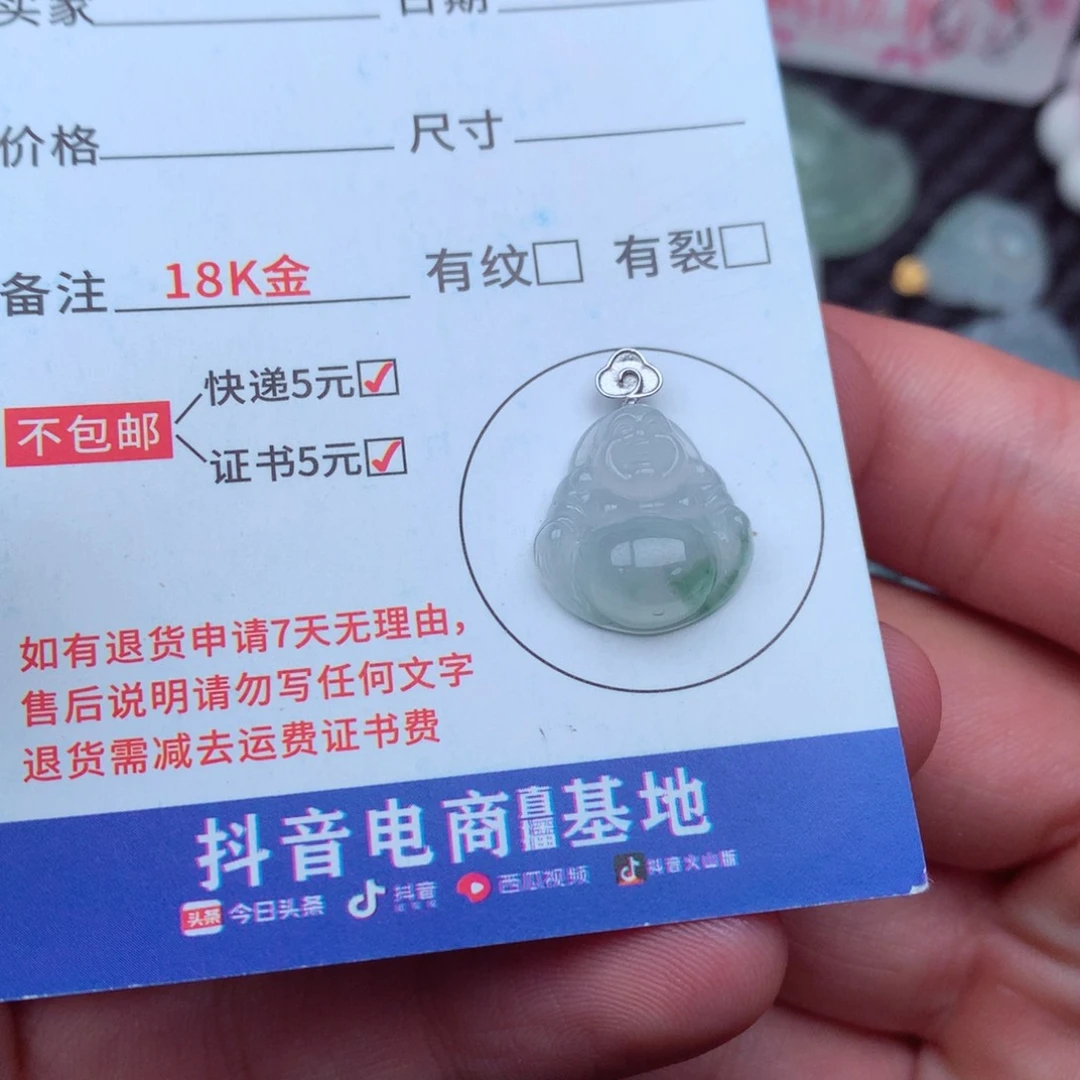 买家 日期
价格 尺寸
备注 18K金 有纹 有裂
快递5元
不包邮
证书5元
如有退货申请7天无理由，
售后说明请勿写任何文字
退货需减去运费证书费
抖音电商直播基地
头条 今日头条 抖音 西瓜视频 抖音火山版